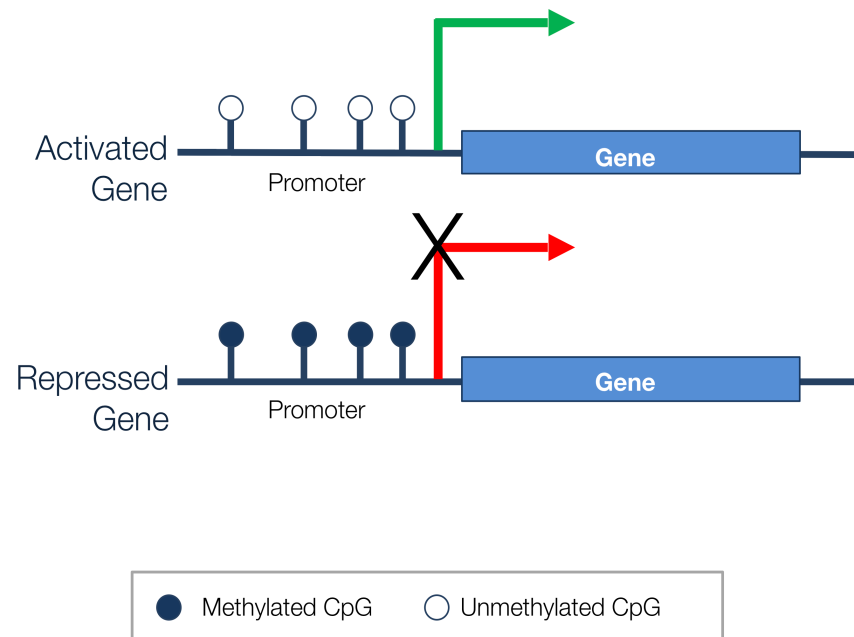 Activated
Gene
Promoter
Gene
Repressed
Gene
Promoter
Gene
Methylated CpG
Unmethylated CpG